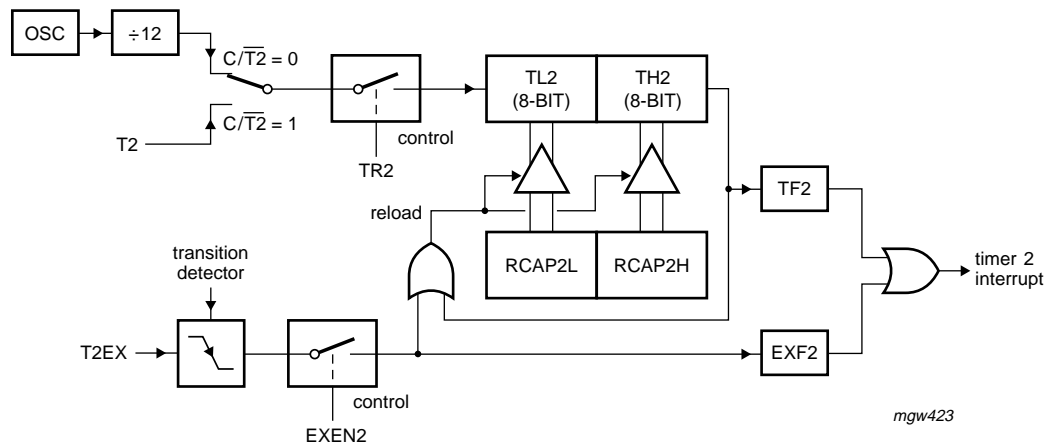 OSC
÷12
C/T2 = 0
C/T2 = 1
T2
control
TR2
TL2
(8-BIT)
TH2
(8-BIT)
reload
TF2
transition
detector
RCAP2L
RCAP2H
timer 2
interrupt
T2EX
EXF2
control
EXEN2
mgw423